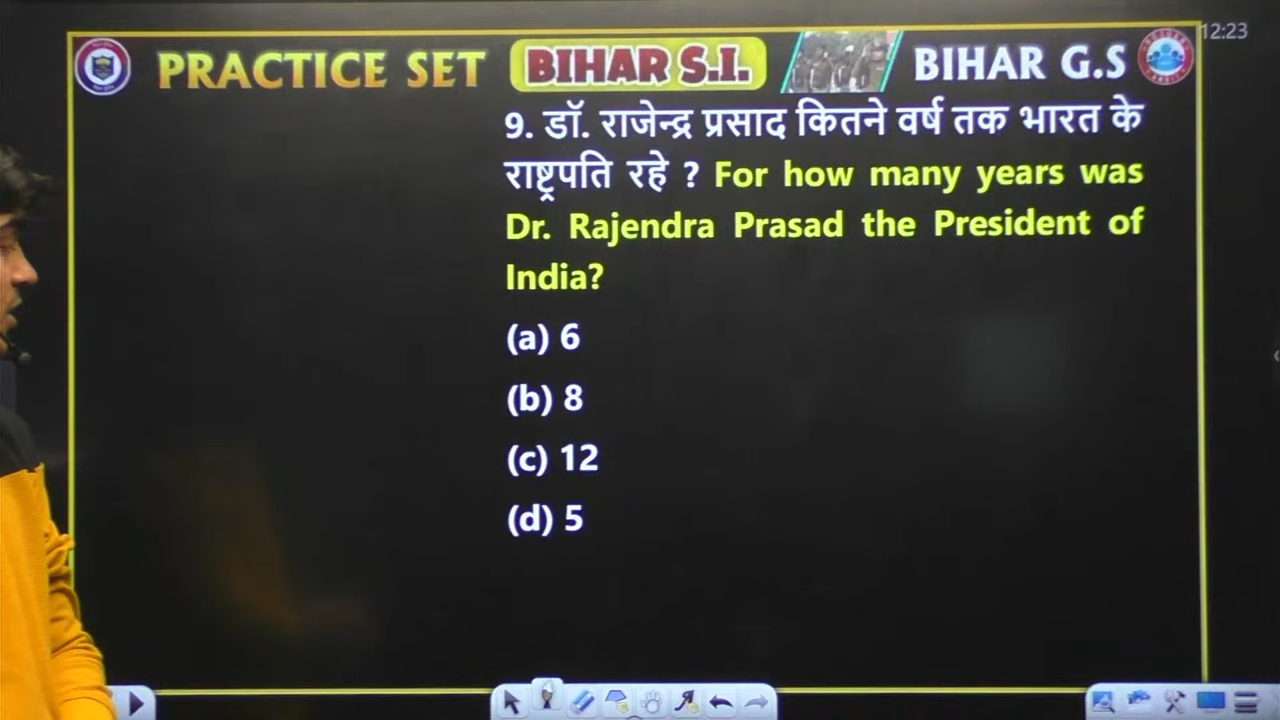 12:23
PRACTICE SET BIHAR S.I. BIHAR G.S
9. डॉ. राजेन्द्र प्रसाद कितने वर्ष तक भारत के
राष्ट्रपति रहे ? For how many years was
Dr. Rajendra Prasad the President of
India?
(a) 6
(b) 8
(c) 12
(d) 5